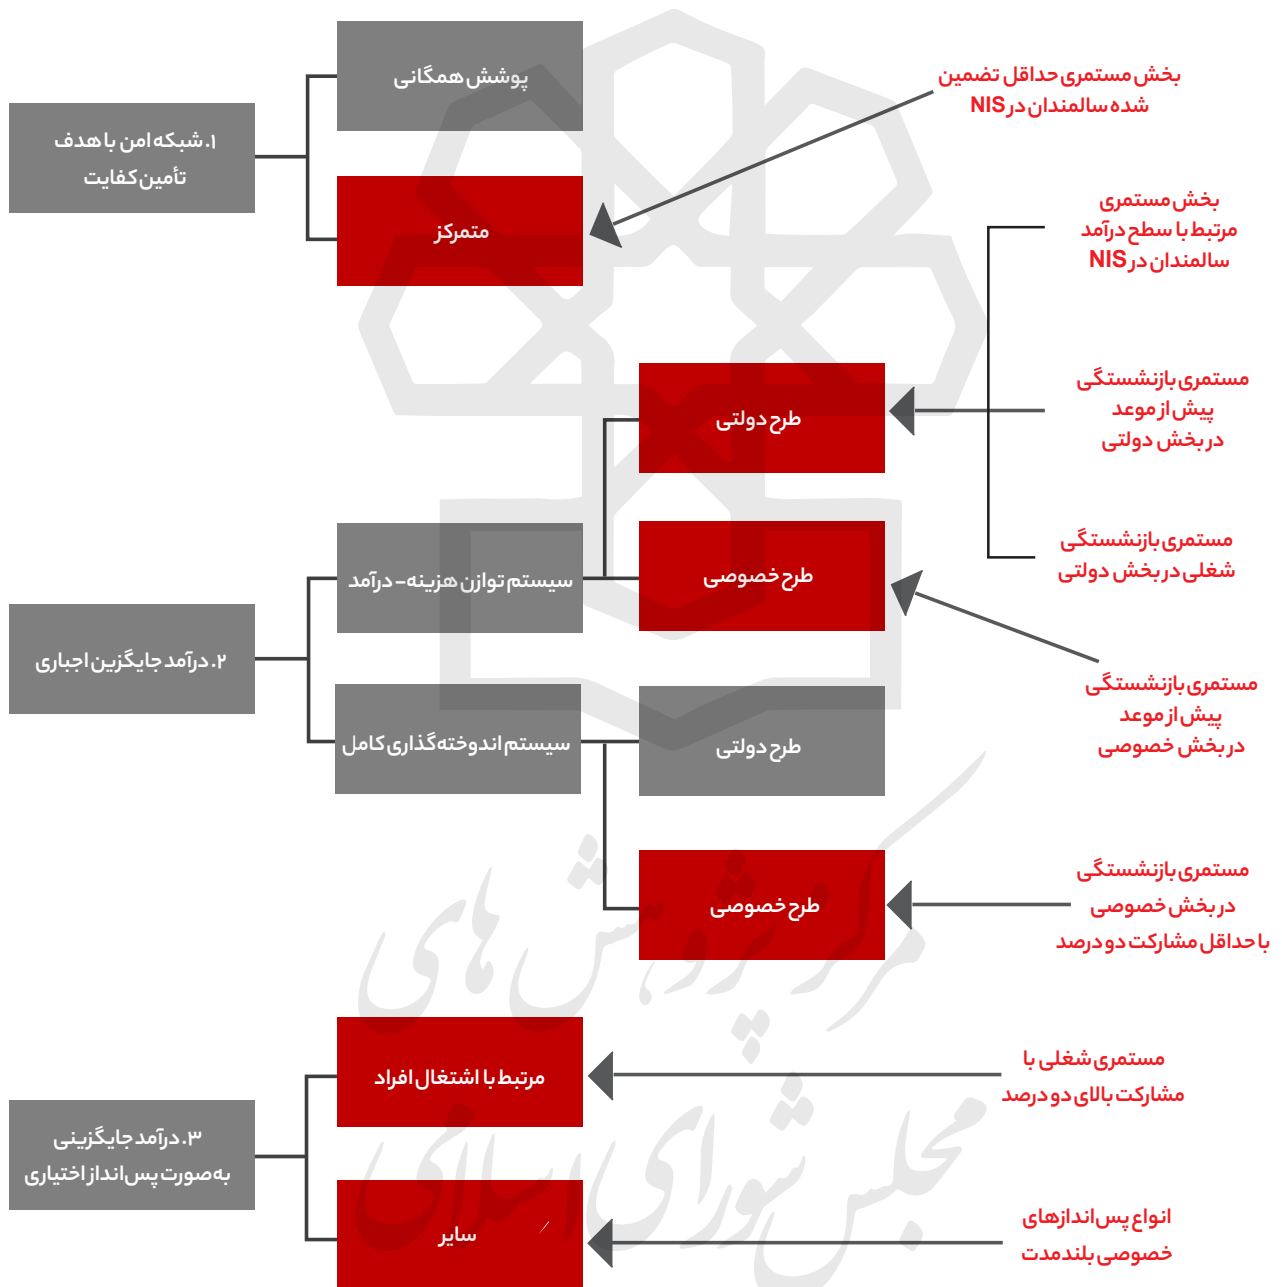 پوشش همگانی
۱. شبکه امن با هدف
تأمین کفایت
متمرکز
بخش مستمری حداقل تضمین
شده سالمندان در NIS
بخش مستمری
مرتبط با سطح درآمد
سالمندان در NIS
مستمری بازنشستگی
پیش از موعد
در بخش دولتی
مستمری بازنشستگی
شغلی در بخش دولتی
طرح دولتی
طرح خصوصی
سیستم توازن هزینه - درآمد
۲. درآمد جایگزین اجباری
سیستم اندوخته‌گذاری کامل
طرح دولتی
طرح خصوصی
مستمری بازنشستگی
پیش از موعد
در بخش خصوصی
مستمری بازنشستگی
در بخش خصوصی
با حداقل مشارکت دو درصد
مرتبط با اشتغال افراد
۳. درآمد جایگزینی
به‌صورت پس‌انداز اختیاری
سایر
مستمری شغلی با
مشارکت بالای دو درصد
انواع پس‌اندازهای
خصوصی بلندمدت
مرکز پژوهش های
مجلس شورای اسلامی